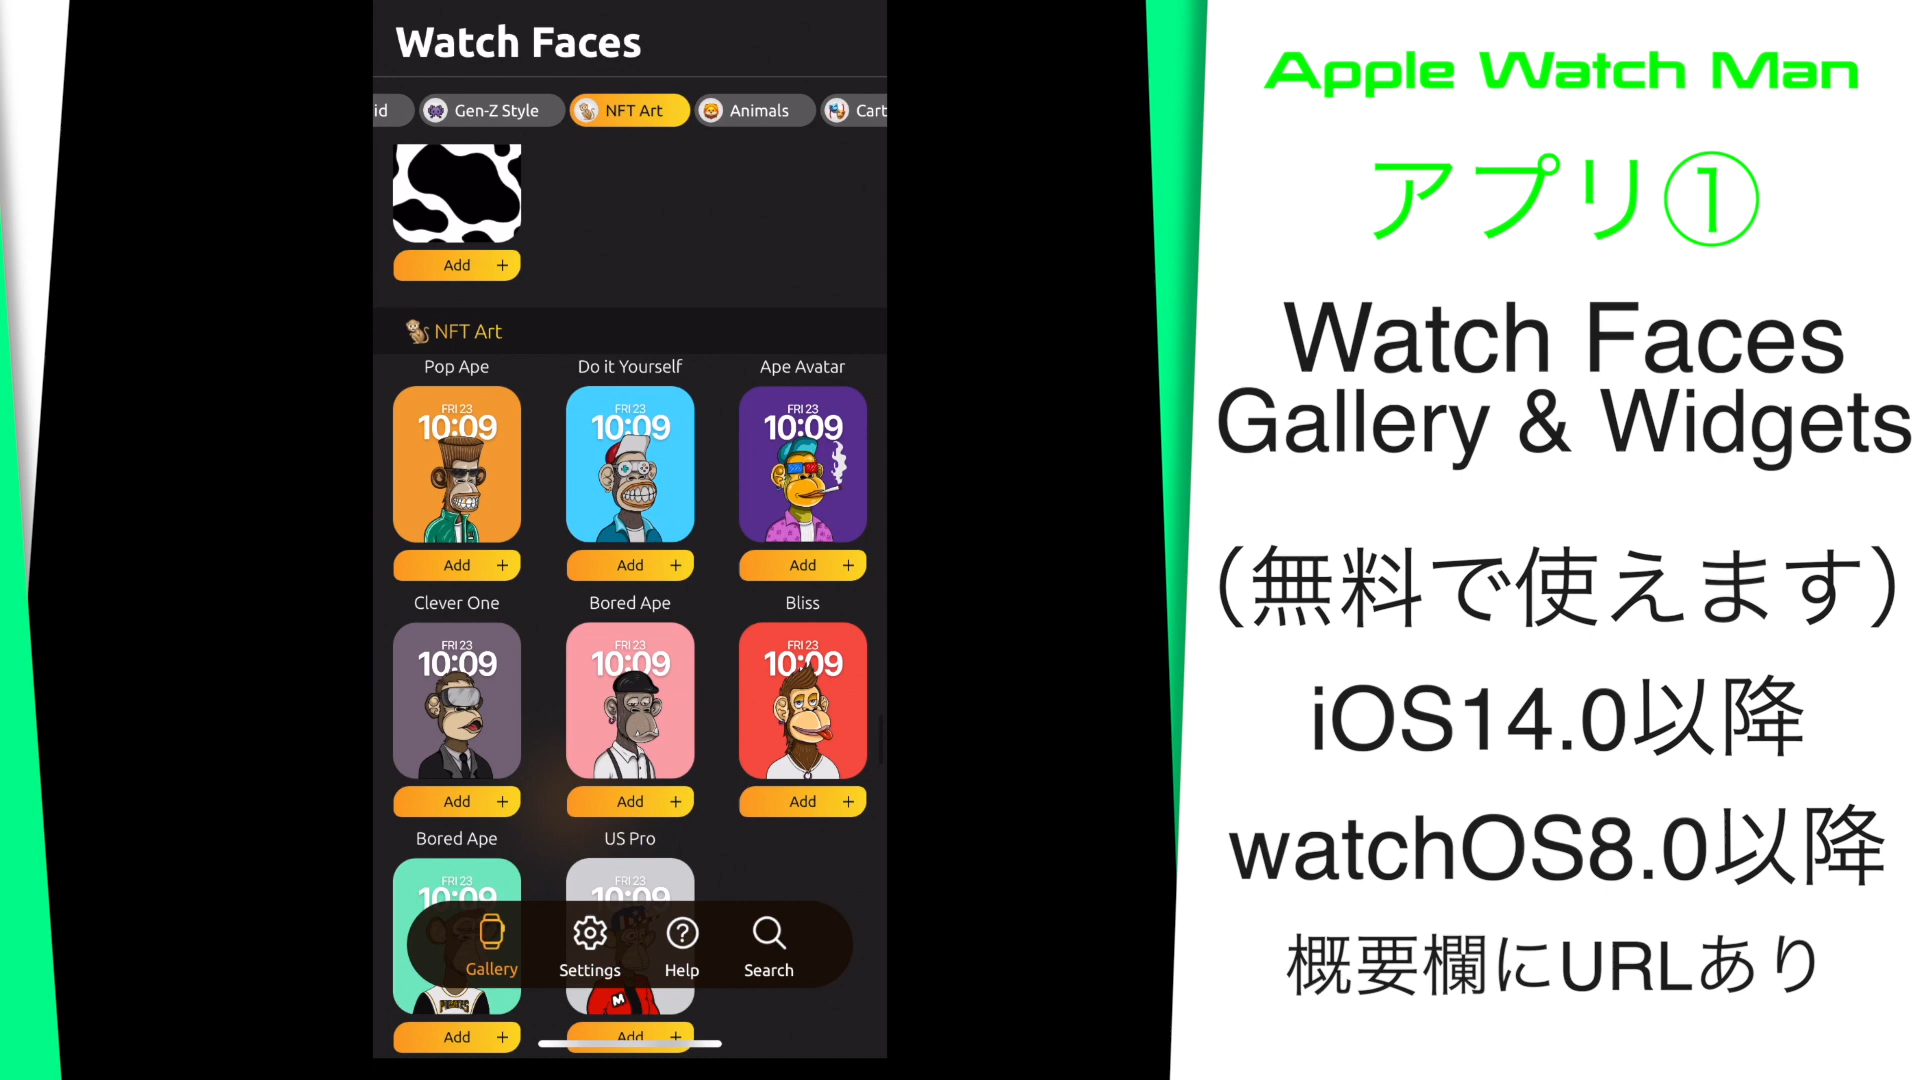 Watch Faces
id
Gen-Z Style
NFT Art
Animals
Cart
Add +
NFT Art
Pop Ape
Do it Yourself
Ape Avatar
FRI 23
10:09
FRI 23
10:09
FRI 23
10:09
Add +
Add +
Add +
Clever One
Bored Ape
Bliss
FRI 23
10:09
FRI 23
10:09
FRI 23
10:09
Add +
Add +
Add +
Bored Ape
US Pro
FRI 23
10:09
FRI 23
10:09
M
Gallery
Settings
Help
Search
Add +
Add +
Apple Watch Man
アプリ①
Watch Faces
Gallery & Widgets
（無料で使えます）
iOS14.0以降
watchOS8.0以降
概要欄にURLあり